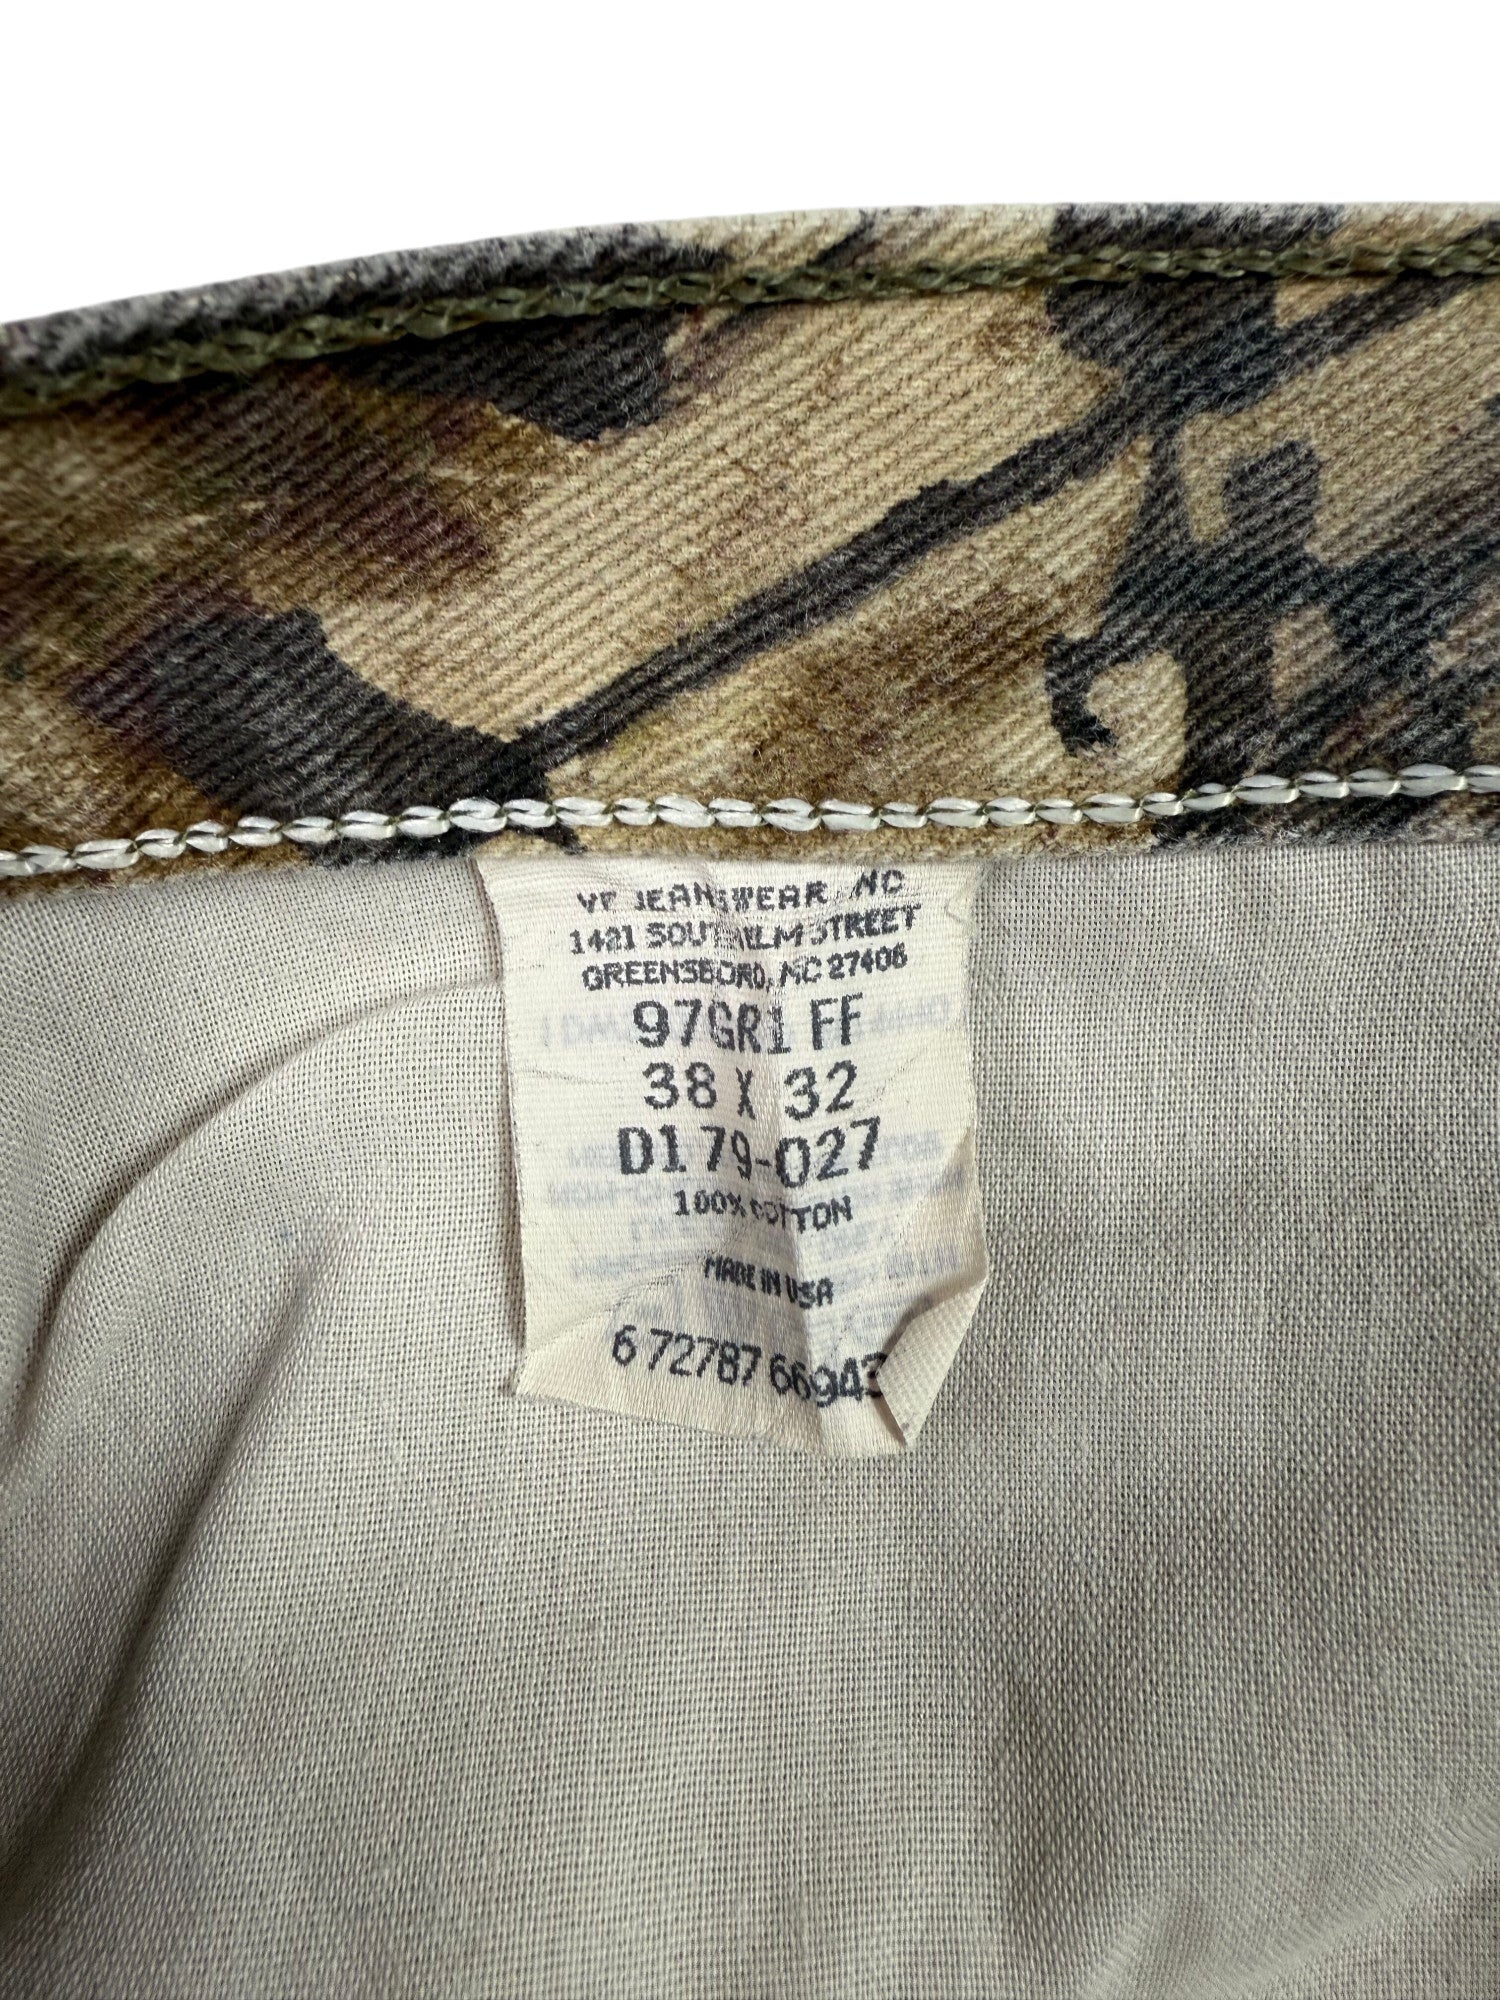 VF JEANSWEAR INC
1421 SOUTH ELM STREET
GREENSBORO, NC 27406
97GR1 FF
38 X 32
D179-027
100% COTTON
MADE IN USA
6 72787 66943